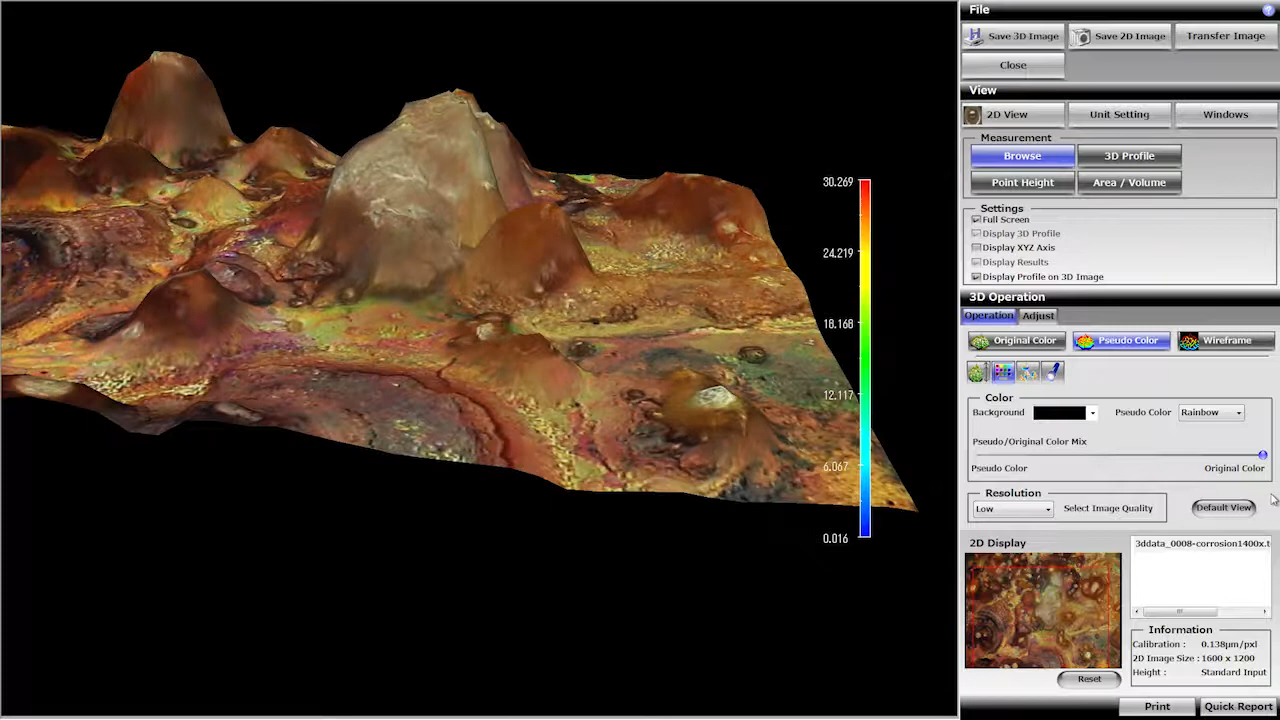 File
Save 3D Image
Save 2D Image
Transfer Image
Close
View
2D View
Unit Setting
Windows
Measurement
Browse
3D Profile
Point Height
Area / Volume
Settings
Full Screen
Display 3D Profile
Display XYZ Axis
Display Results
Display Profile on 3D Image
3D Operation
Operation
Adjust
Original Color
Pseudo Color
Wireframe
Color
Background
Pseudo Color
Rainbow
Pseudo/Original Color Mix
Pseudo Color
Original Color
Resolution
Low
Select Image Quality
Default View
2D Display
3ddata_0008-corrosion1400x.t
Information
Calibration : 0.138µm/pxl
2D Image Size : 1600 x 1200
Height : Standard Input
Reset
Print
Quick Report
30.269
24.219
18.168
12.117
6.067
0.016